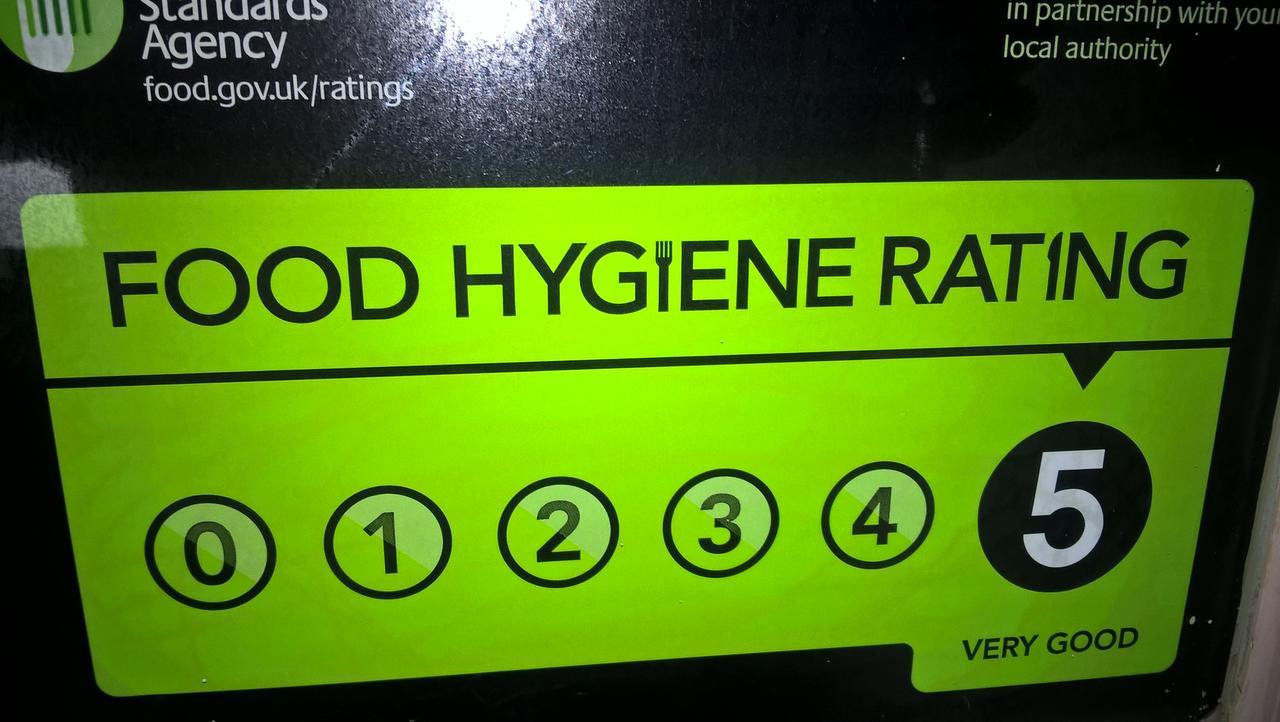 Standards
Agency
food.gov.uk/ratings
in partnership with your
local authority
FOOD HYGIENE RATING
0 1 2 3 4 5
VERY GOOD